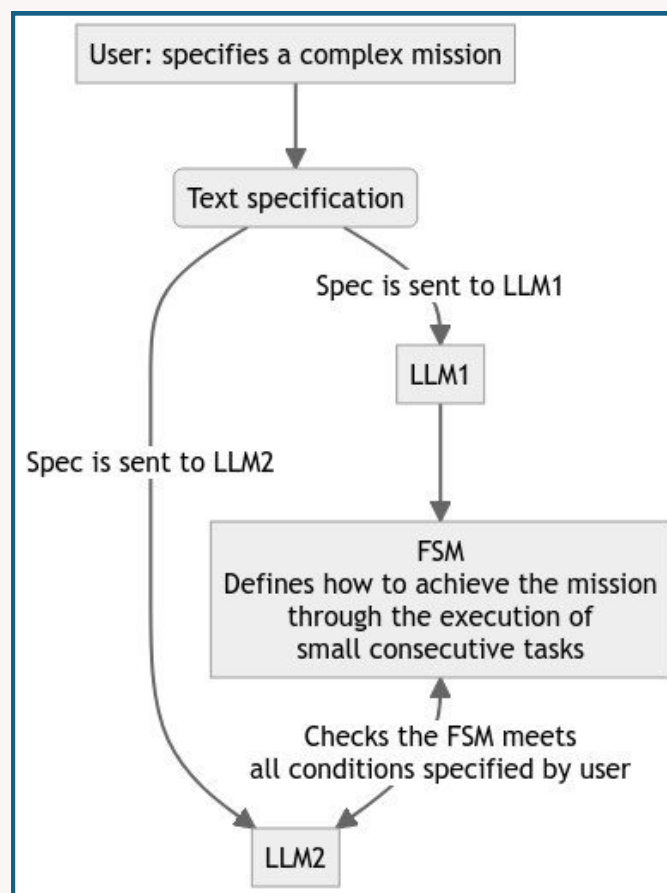 User: specifies a complex mission
Text specification
Spec is sent to LLM1
LLM1
Spec is sent to LLM2
FSM
Defines how to achieve the mission
through the execution of
small consecutive tasks
Checks the FSM meets
all conditions specified by user
LLM2